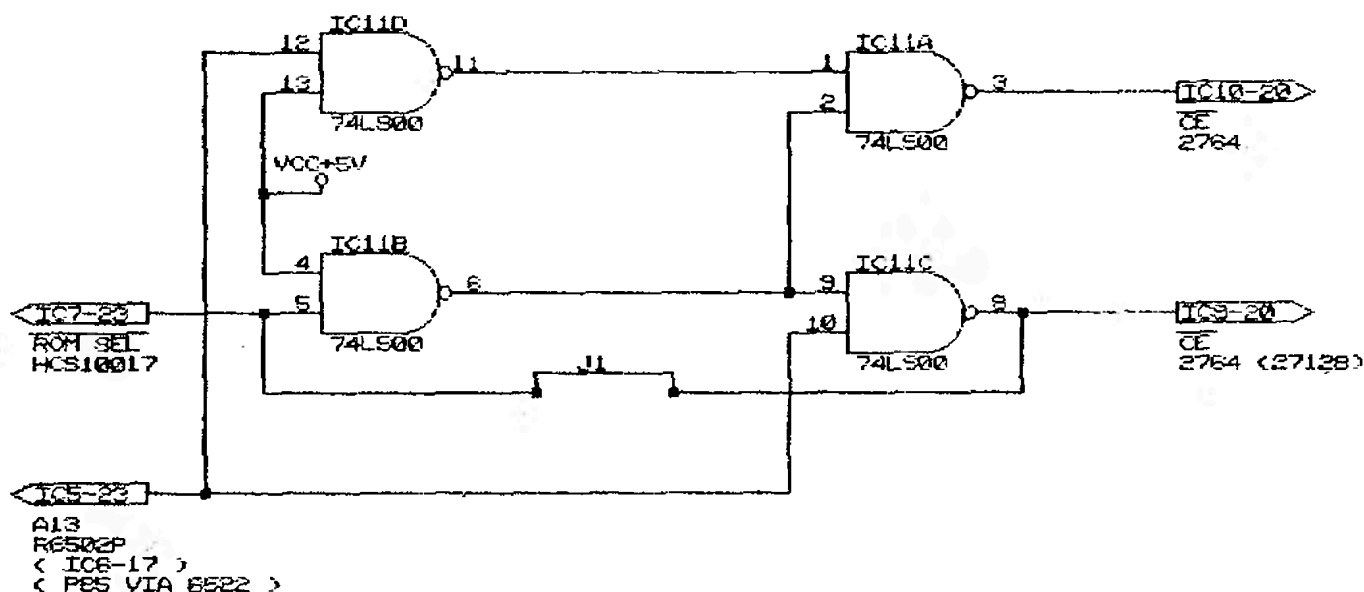 IC11D
12
13
11
74LS00
IC11A
1
2
3
74LS00
IC10-20
CE
2764
VCC+5V
IC11B
4
5
6
74LS00
IC11C
9
10
8
74LS00
IC7-23
ROM SEL
HCS10017
J1
IC9-20
CE
2764 (27128)
IC5-23
A13
R6502P
( IC6-17 )
( PB5 VIA 6522 )